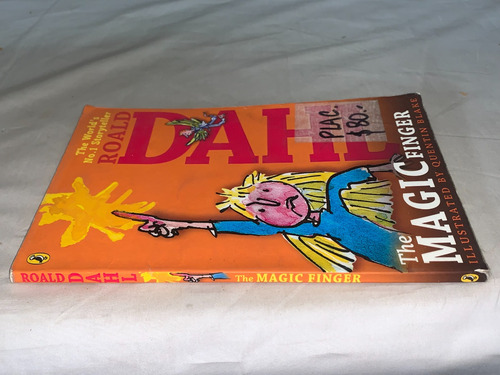 The World's
No.1 Storyteller
ROALD
DAHL
PLAC.
$80.-
The
MAGIC
FINGER
ILLUSTRATED BY QUENTIN BLAKE
ROALD DAHL The MAGIC FINGER